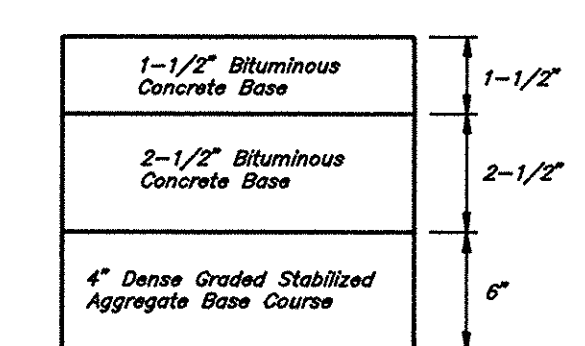 1-1/2" Bituminous
Concrete Base
1-1/2"
2-1/2" Bituminous
Concrete Base
2-1/2"
4" Dense Graded Stabilized
Aggregate Base Course
6"